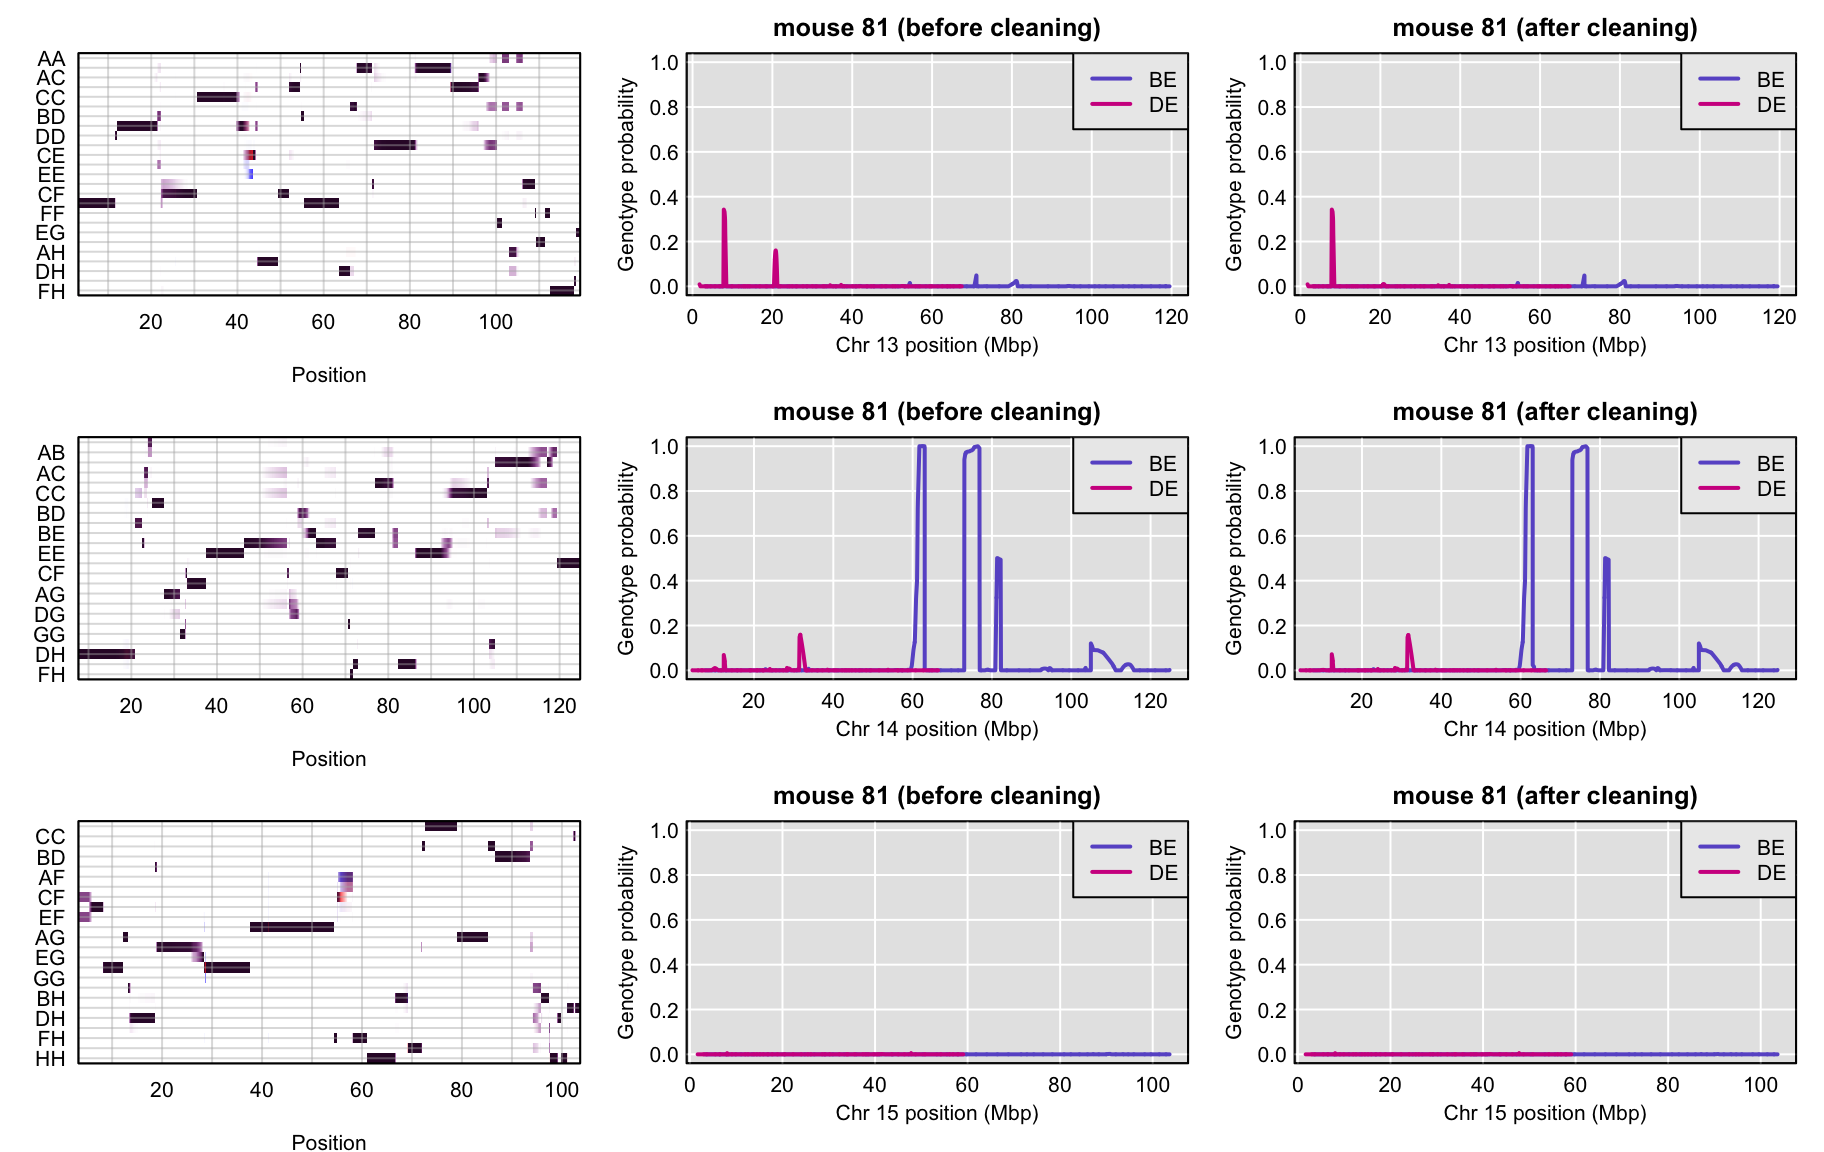 AA
AC
CC
BD
DD
CE
EE
CF
FF
EG
AH
DH
FH
20 40 60 80 100
Position
mouse 81 (before cleaning)
Genotype probability
1.0
0.8
0.6
0.4
0.2
0.0
BE
DE
0 20 40 60 80 100 120
Chr 13 position (Mbp)
mouse 81 (after cleaning)
Genotype probability
1.0
0.8
0.6
0.4
0.2
0.0
BE
DE
0 20 40 60 80 100 120
Chr 13 position (Mbp)
AB
AC
CC
BD
BE
EE
CF
AG
DG
GG
DH
FH
20 40 60 80 100 120
Position
mouse 81 (before cleaning)
Genotype probability
1.0
0.8
0.6
0.4
0.2
0.0
BE
DE
20 40 60 80 100 120
Chr 14 position (Mbp)
mouse 81 (after cleaning)
Genotype probability
1.0
0.8
0.6
0.4
0.2
0.0
BE
DE
20 40 60 80 100 120
Chr 14 position (Mbp)
CC
BD
AF
CF
EF
AG
EG
GG
BH
DH
FH
HH
20 40 60 80 100
Position
mouse 81 (before cleaning)
Genotype probability
1.0
0.8
0.6
0.4
0.2
0.0
BE
DE
0 20 40 60 80 100
Chr 15 position (Mbp)
mouse 81 (after cleaning)
Genotype probability
1.0
0.8
0.6
0.4
0.2
0.0
BE
DE
0 20 40 60 80 100
Chr 15 position (Mbp)